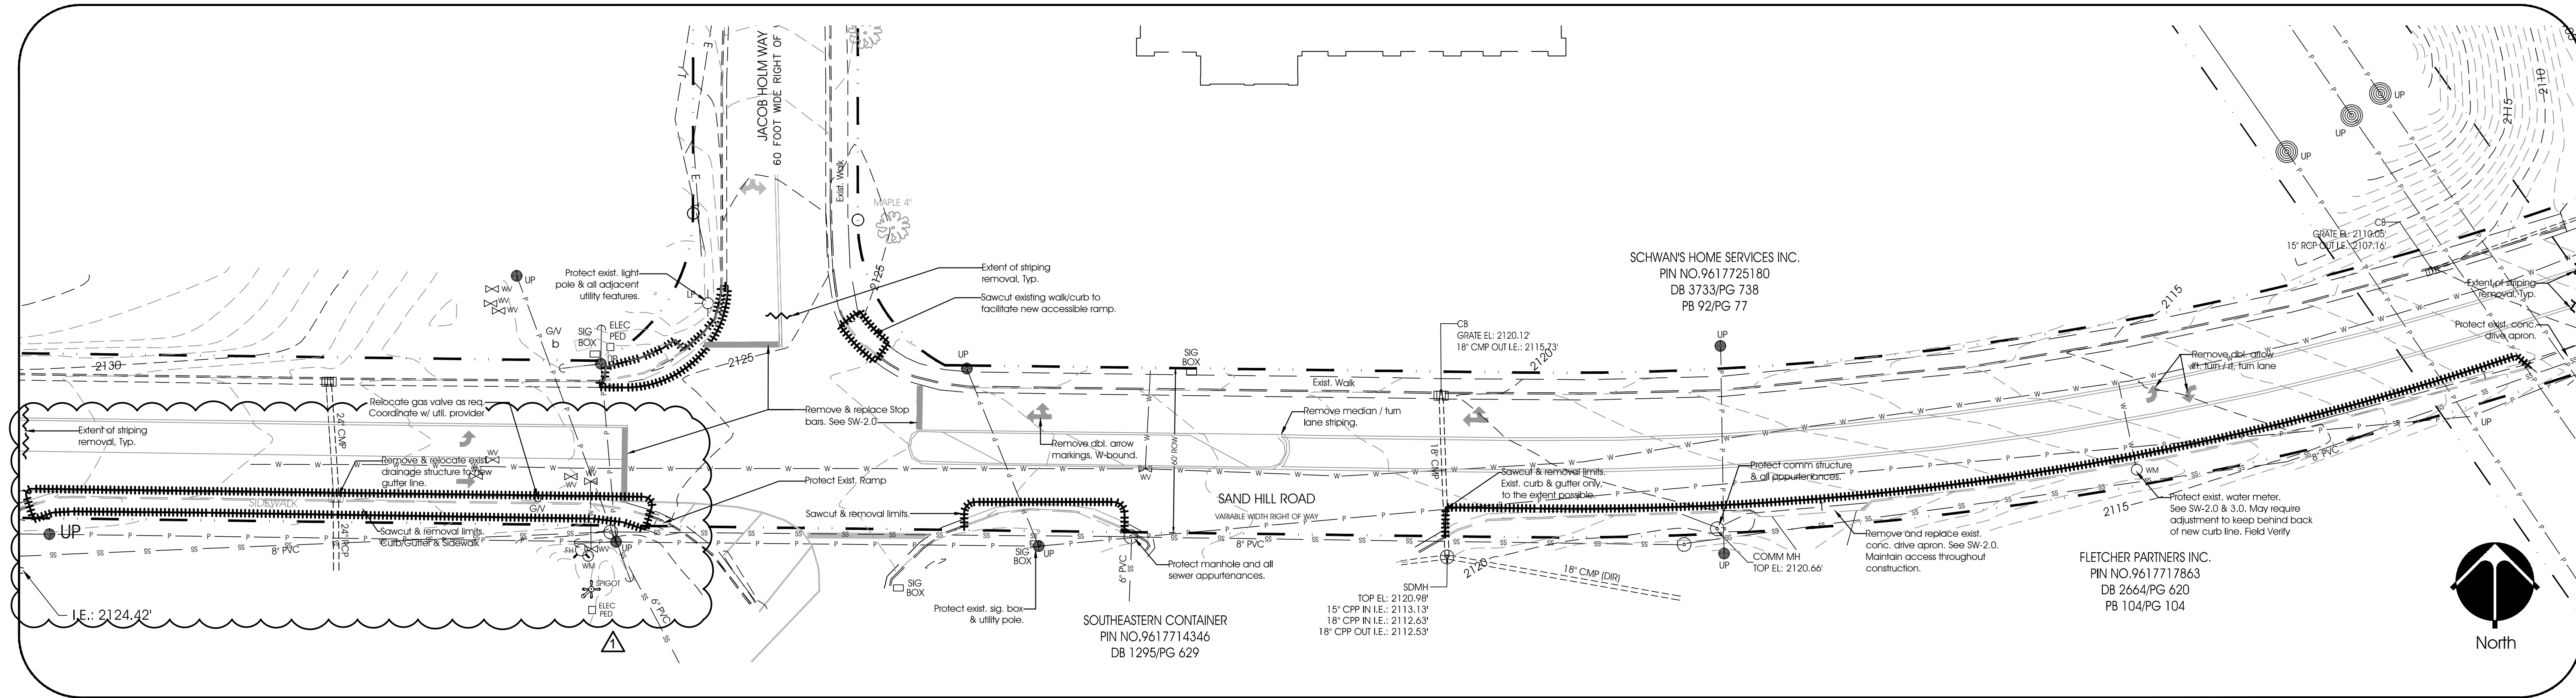 JACOB HOLM WAY
60 FOOT WIDE RIGHT OF
Exist. Walk
MAPLE 4"
2125
E
E
E
Protect exist. light
pole & all adjacent
utility features.
LP
UP
WV
WV
WV
G/V
SIG
BOX
ELEC
PED
2130
2125
Extent of striping
removal, Typ.
Sawcut existing walk/curb to
facilitate new accessible ramp.
Relocate gas valve as req.
Coordinate w/ util. provider
Extent of striping
removal, Typ.
24" CMP
Remove & relocate exist.
drainage structure to new
gutter line.
WV
WV
WV
Remove & replace Stop
bars. See SW-2.0
Protect Exist. Ramp
SIDEWALK
G/V
Sawcut & removal limits.
Curb/Gutter & Sidewalk
24" RCP
UP
8" PVC
FH
WV
UP
WM
SPIGOT
ELEC
PED
6" PVC
I.E.: 2124.42'
1
UP
SIG
BOX
Exist. Walk
Remove dbl. arrow
markings, W-bound.
60' ROW
WV
Remove median / turn
lane striping.
Sawcut & removal limits.
SAND HILL ROAD
VARIABLE WIDTH RIGHT OF WAY
SIG
BOX
UP
8" PVC
6" PVC
Protect manhole and all
sewer appurtenances.
SIG
BOX
Protect exist. sig. box
& utility pole.
SOUTHEASTERN CONTAINER
PIN NO.9617714346
DB 1295/PG 629
CB
GRATE EL: 2120.12'
18" CMP OUT I.E.: 2115.73'
2120
18" CMP
SCHWAN'S HOME SERVICES INC.
PIN NO.9617725180
DB 3733/PG 738
PB 92/PG 77
UP
Sawcut & removal limits.
Exist. curb & gutter only,
to the extent possible.
Protect comm structure
& all appurtenances.
SDMH
TOP EL: 2120.98'
15" CPP IN I.E.: 2113.13'
18" CPP IN I.E.: 2112.63'
18" CPP OUT I.E.: 2112.53'
2120
18" CMP (DIR)
UP
COMM MH
TOP EL: 2120.66'
Remove and replace exist.
conc. drive apron. See SW-2.0.
Maintain access throughout
construction.
UP
UP
UP
2110
2115
CB
GRATE EL: 2110.05'
15" RCP OUT I.E.: 2107.16'
Extent of striping
removal, Typ.
2115
Protect exist. conc.
drive apron.
Remove dbl. arrow
lft. turn / rt. turn lane
UP
8" PVC
WM
2115
Protect exist. water meter.
See SW-2.0 & 3.0. May require
adjustment to keep behind back
of new curb line. Field Verify
FLETCHER PARTNERS INC.
PIN NO.9617717863
DB 2664/PG 620
PB 104/PG 104
North